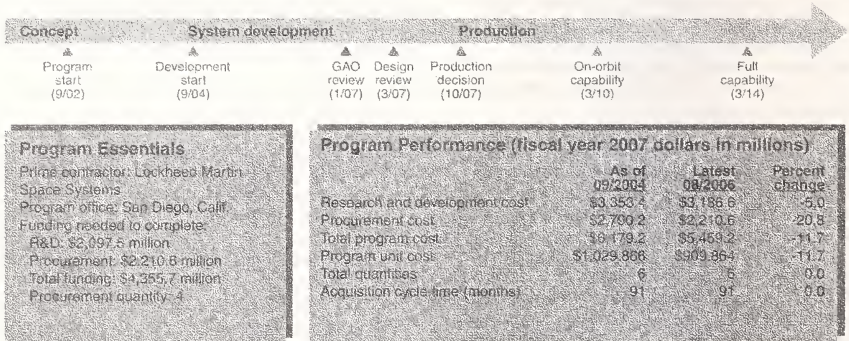 Concept System development Production
Program start (9/02)
Development start (9/04)
GAO review (1/07)
Design review (3/07)
Production decision (10/07)
On-orbit capability (3/10)
Full capability (3/14)
Program Essentials
Prime contractor: Lockheed Martin
Space Systems
Program office: San Diego, Calif.
Funding needed to complete:
R&D: $2,097.5 million
Procurement: $2,210.6 million
Total funding: $4,355.7 million
Procurement quantity: 4
Program Performance (fiscal year 2007 dollars in millions)
As of 09/2004 Latest 08/2006 Percent change
Research and development cost $3,353.4 $3,186.6 -5.0
Procurement cost $2,790.2 $2,210.6 -20.8
Total program cost $6,179.2 $5,459.2 -11.7
Program unit cost $1,029.866 $909.864 -11.7
Total quantities 6 6 0.0
Acquisition cycle time (months) 91 91 0.0